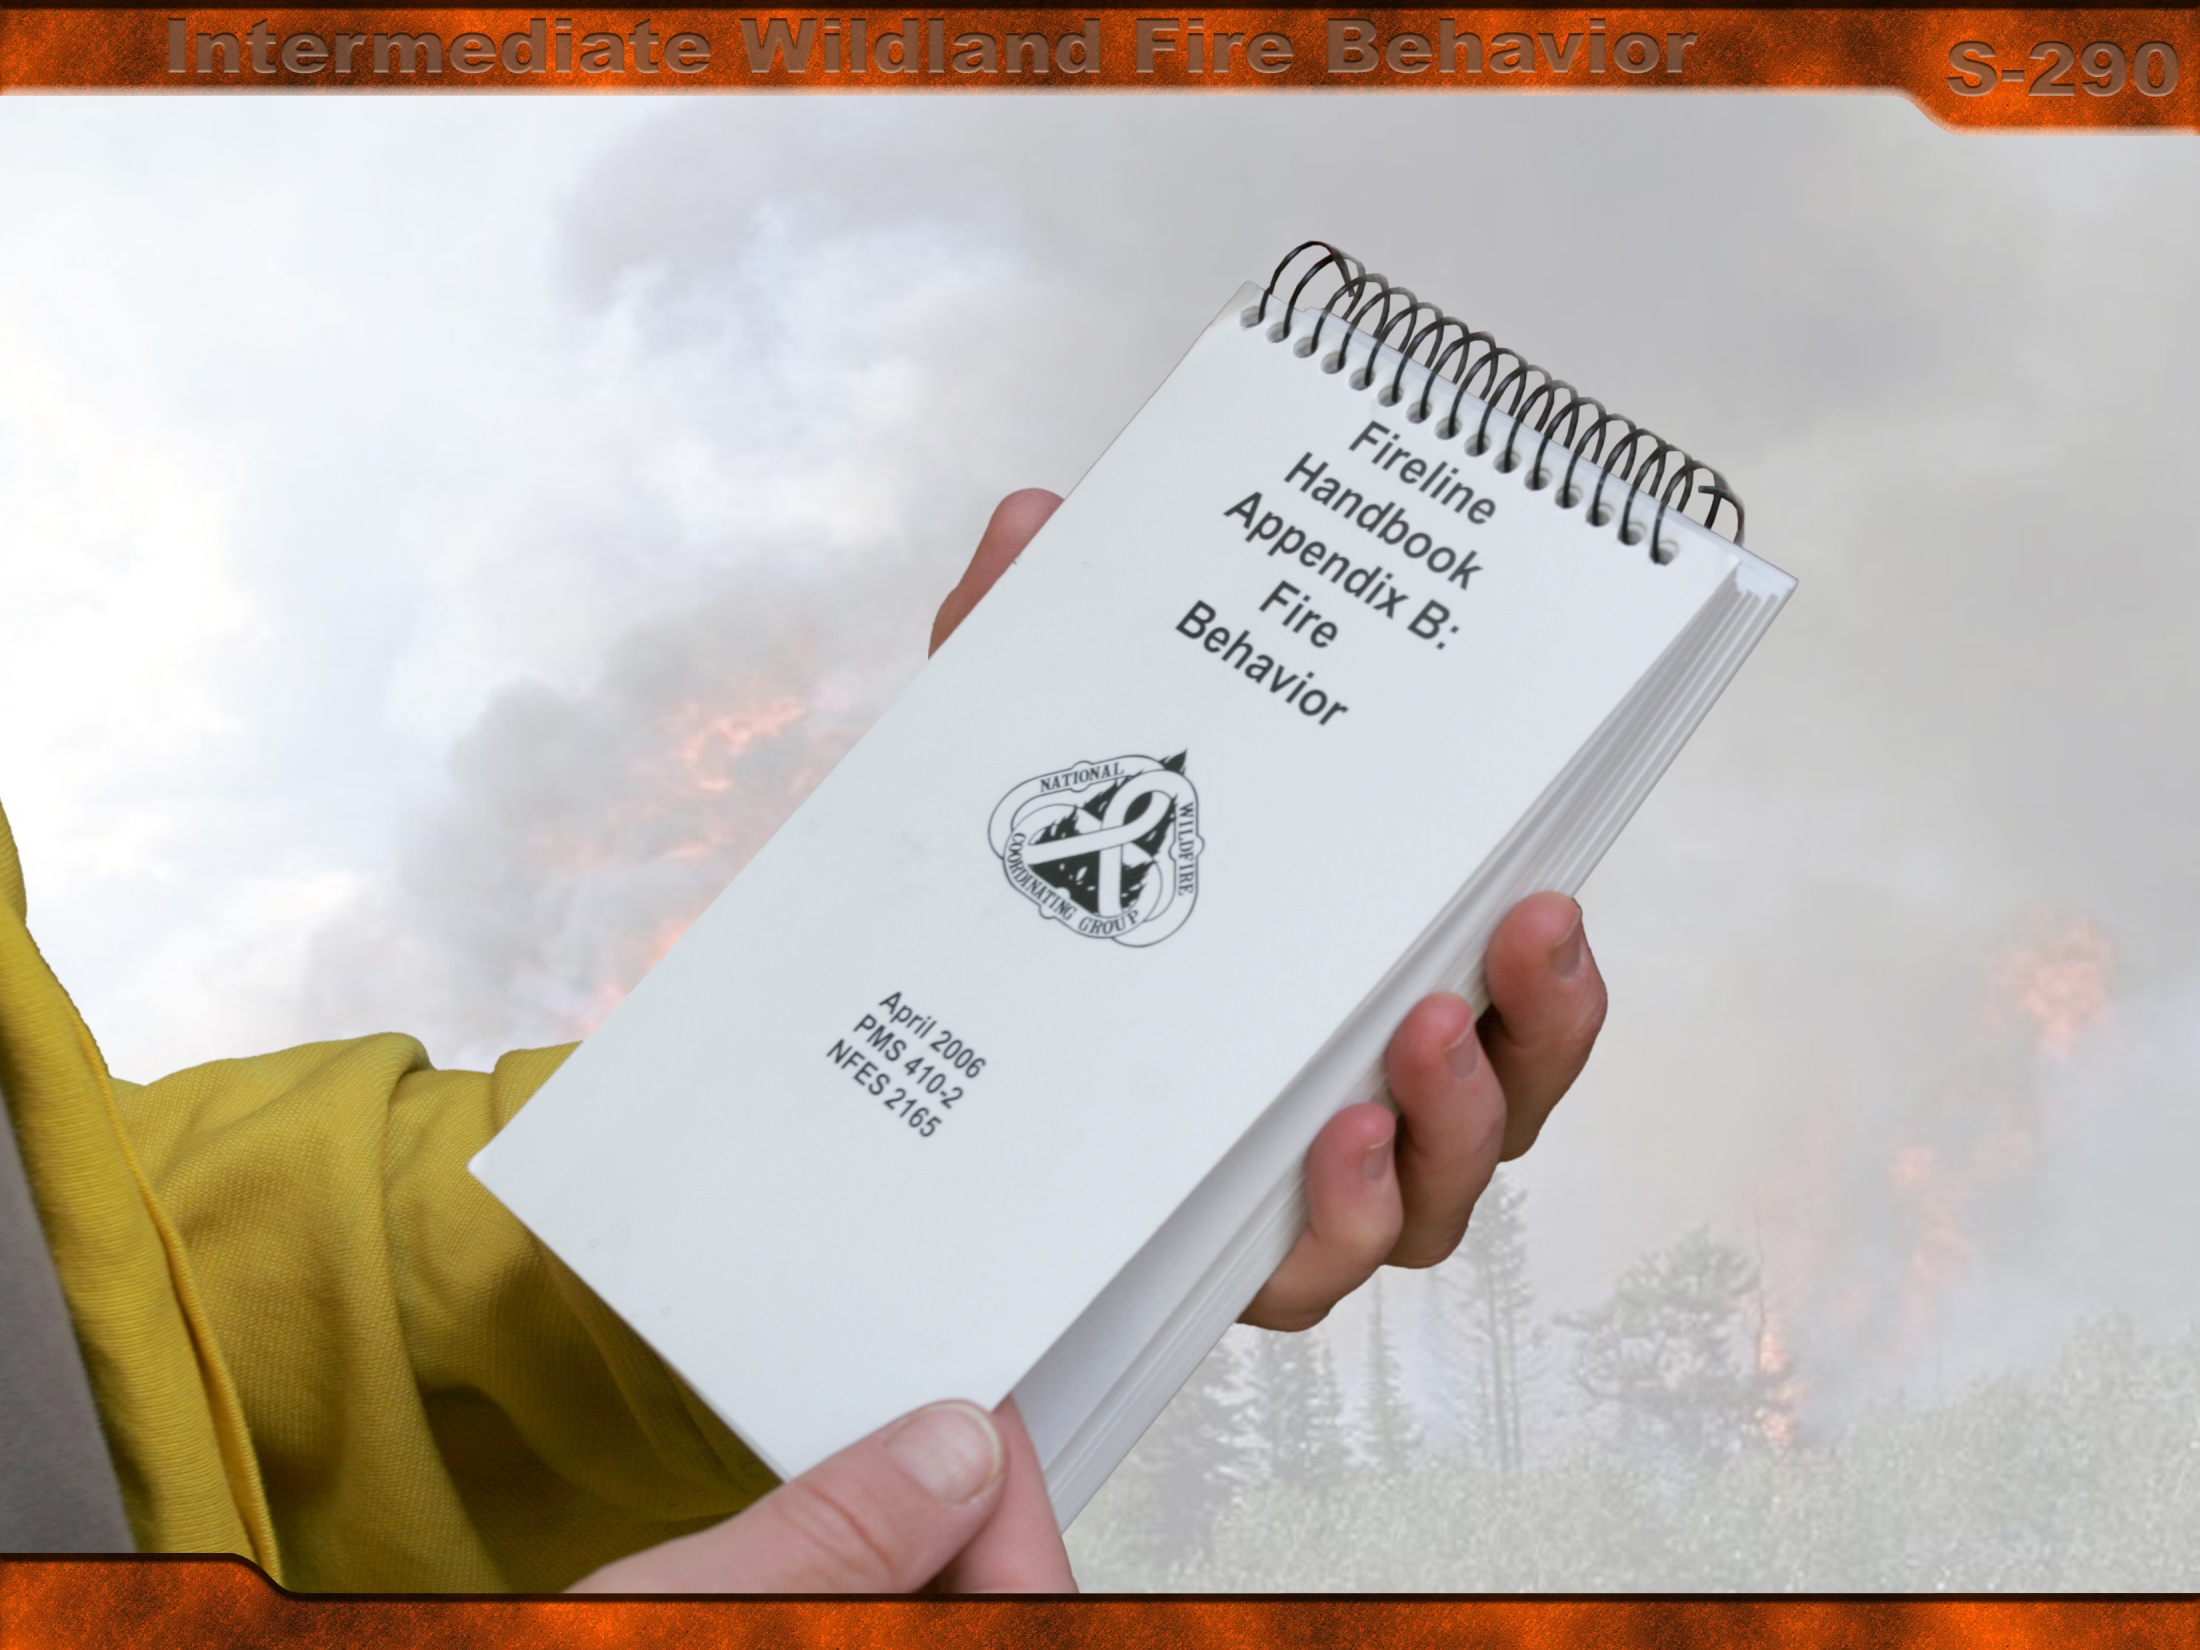 Intermediate Wildland Fire Behavior
S-290
Fireline
Handbook
Appendix B:
Fire
Behavior
NATIONAL
WILDFIRE
COORDINATING GROUP
April 2006
PMS 410-2
NFES 2165